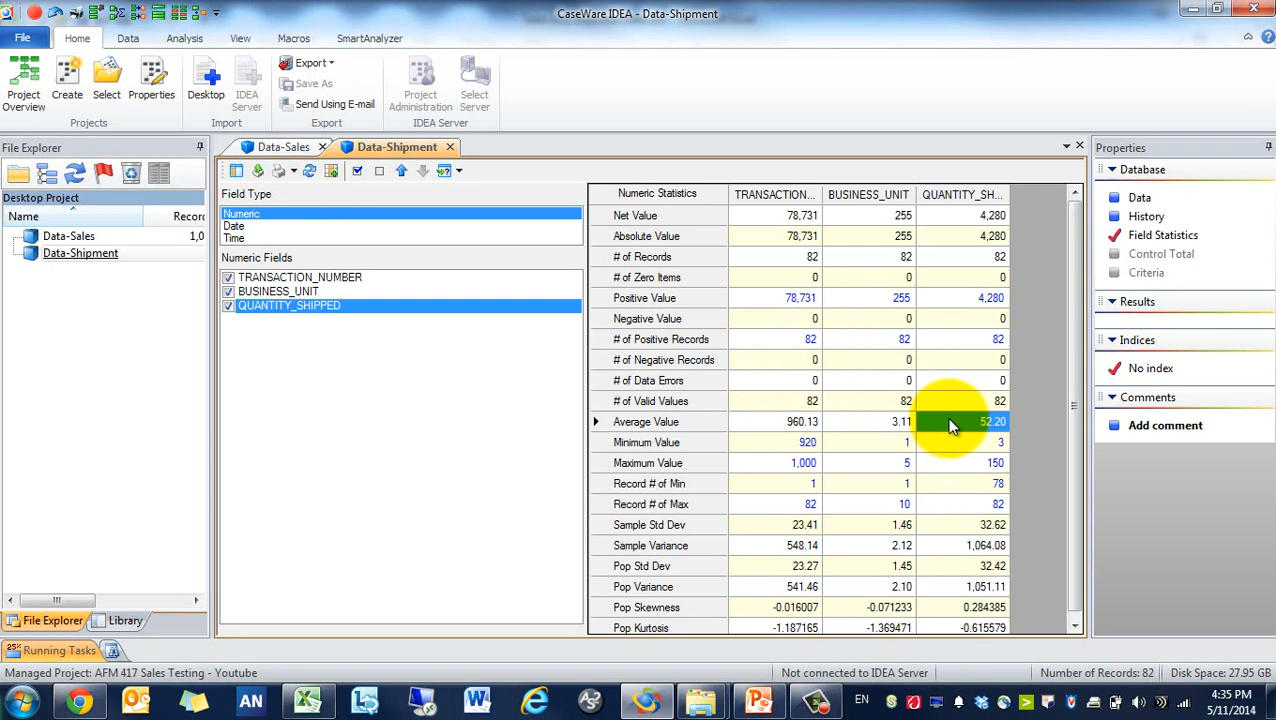 CaseWare IDEA - Data-Shipment
File Home Data Analysis View Macros SmartAnalyzer
Project Overview
Create
Select
Properties
Desktop
IDEA Server
Export
Save As
Send Using E-mail
Project Administration
Select Server
Projects Import Export IDEA Server
File Explorer
Desktop Project
Name Record
Data-Sales 1,0
Data-Shipment
File Explorer Library
Data-Sales Data-Shipment
Field Type
Numeric
Date
Time
Numeric Fields
TRANSACTION_NUMBER
BUSINESS_UNIT
QUANTITY_SHIPPED
Numeric Statistics TRANSACTION... BUSINESS_UNIT QUANTITY_SH...
Net Value 78,731 255 4,280
Absolute Value 78,731 255 4,280
# of Records 82 82 82
# of Zero Items 0 0 0
Positive Value 78,731 255 4,280
Negative Value 0 0 0
# of Positive Records 82 82 82
# of Negative Records 0 0 0
# of Data Errors 0 0 0
# of Valid Values 82 82 82
Average Value 960.13 3.11 52.20
Minimum Value 920 1 3
Maximum Value 1,000 5 150
Record # of Min 1 1 78
Record # of Max 82 10 82
Sample Std Dev 23.41 1.46 32.62
Sample Variance 548.14 2.12 1,064.08
Pop Std Dev 23.27 1.45 32.42
Pop Variance 541.46 2.10 1,051.11
Pop Skewness -0.016007 -0.071233 0.284385
Pop Kurtosis -1.187165 -1.369471 -0.615579
Properties
Database
Data
History
Field Statistics
Control Total
Criteria
Results
Indices
No index
Comments
Add comment
Running Tasks
Managed Project: AFM 417 Sales Testing - Youtube Not connected to IDEA Server Number of Records: 82 Disk Space: 27.95 GB
AN
EN
4:35 PM
5/11/2014